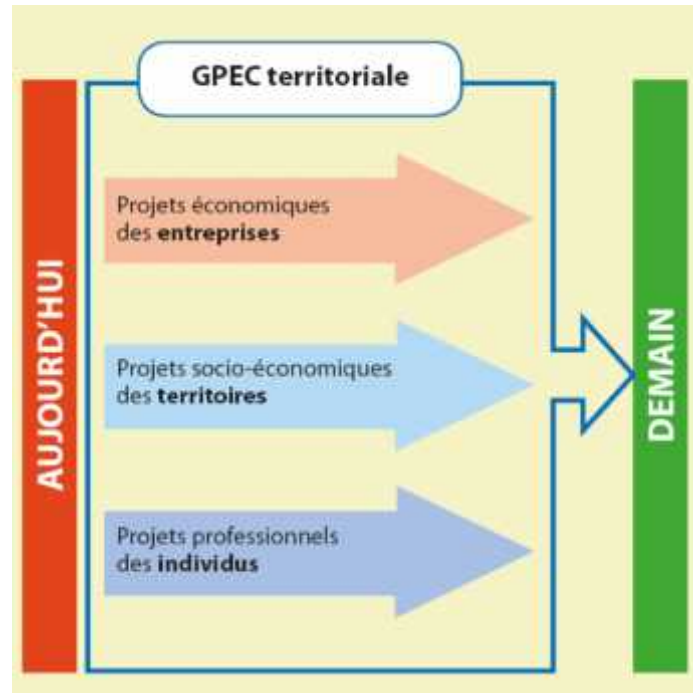 GPEC territoriale
AUJOURD'HUI
Projets économiques
des entreprises
Projets socio-économiques
des territoires
Projets professionnels
des individus
DEMAIN